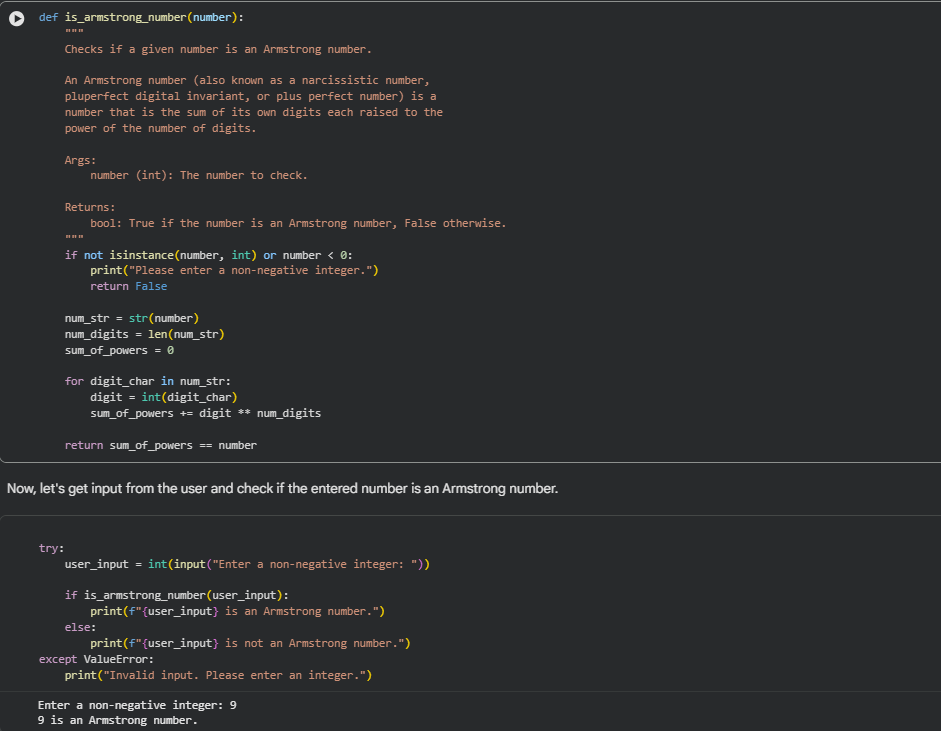 def is_armstrong_number(number):
    """
    Checks if a given number is an Armstrong number.

    An Armstrong number (also known as a narcissistic number,
    pluperfect digital invariant, or plus perfect number) is a
    number that is the sum of its own digits each raised to the
    power of the number of digits.

    Args:
        number (int): The number to check.

    Returns:
        bool: True if the number is an Armstrong number, False otherwise.
    """
    if not isinstance(number, int) or number < 0:
        print("Please enter a non-negative integer.")
        return False

    num_str = str(number)
    num_digits = len(num_str)
    sum_of_powers = 0

    for digit_char in num_str:
        digit = int(digit_char)
        sum_of_powers += digit ** num_digits

    return sum_of_powers == number

Now, let's get input from the user and check if the entered number is an Armstrong number.

try:
    user_input = int(input("Enter a non-negative integer: "))

    if is_armstrong_number(user_input):
        print(f"{user_input} is an Armstrong number.")
    else:
        print(f"{user_input} is not an Armstrong number.")
except ValueError:
    print("Invalid input. Please enter an integer.")

Enter a non-negative integer: 9
9 is an Armstrong number.